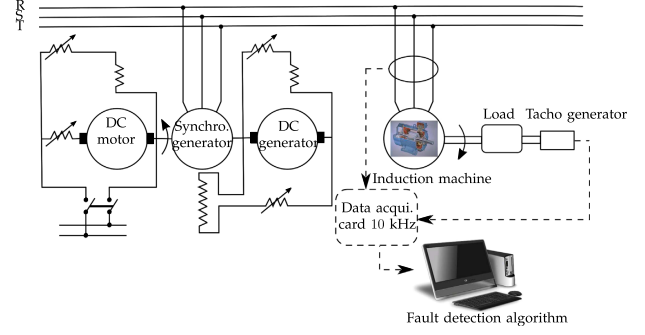 R
S
T
DC
motor
Synchro.
generator
DC
generator
Load
Tacho generator
Induction machine
Data acqui.
card 10 kHz
Fault detection algorithm